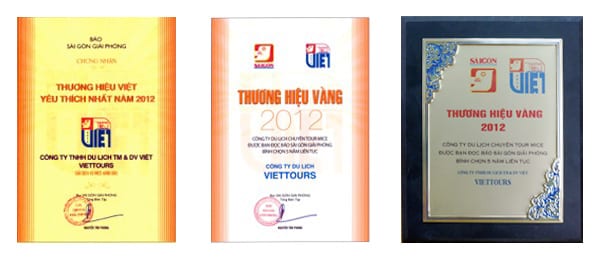 BÁO
SÀI GÒN GIẢI PHÓNG
CHỨNG NHẬN
THƯƠNG HIỆU VIỆT
YÊU THÍCH NHẤT NĂM 2012
VIỆT
CÔNG TY TNHH DU LỊCH TM & DV VIỆT
VIETTOURS
Báo SÀI GÒN GIẢI PHÓNG
Tổng Biên Tập
NGUYỄN TẤN PHONG
SAIGON
VIỆT
THƯƠNG HIỆU VÀNG
2012
CÔNG TY DU LỊCH CHUYÊN TOUR MICE
ĐƯỢC BẠN ĐỌC BÁO SÀI GÒN GIẢI PHÓNG
BÌNH CHỌN 5 NĂM LIÊN TỤC
CÔNG TY DU LỊCH
VIETTOURS
Báo SÀI GÒN GIẢI PHÓNG
Tổng Biên Tập
NGUYỄN TẤN PHONG
SAIGON
VIỆT
THƯƠNG HIỆU VÀNG
2012
CÔNG TY DU LỊCH CHUYÊN TOUR MICE
ĐƯỢC BẠN ĐỌC BÁO SÀI GÒN GIẢI PHÓNG
BÌNH CHỌN 5 NĂM LIÊN TỤC
CÔNG TY TNHH DU LỊCH TM & DV VIỆT
VIETTOURS